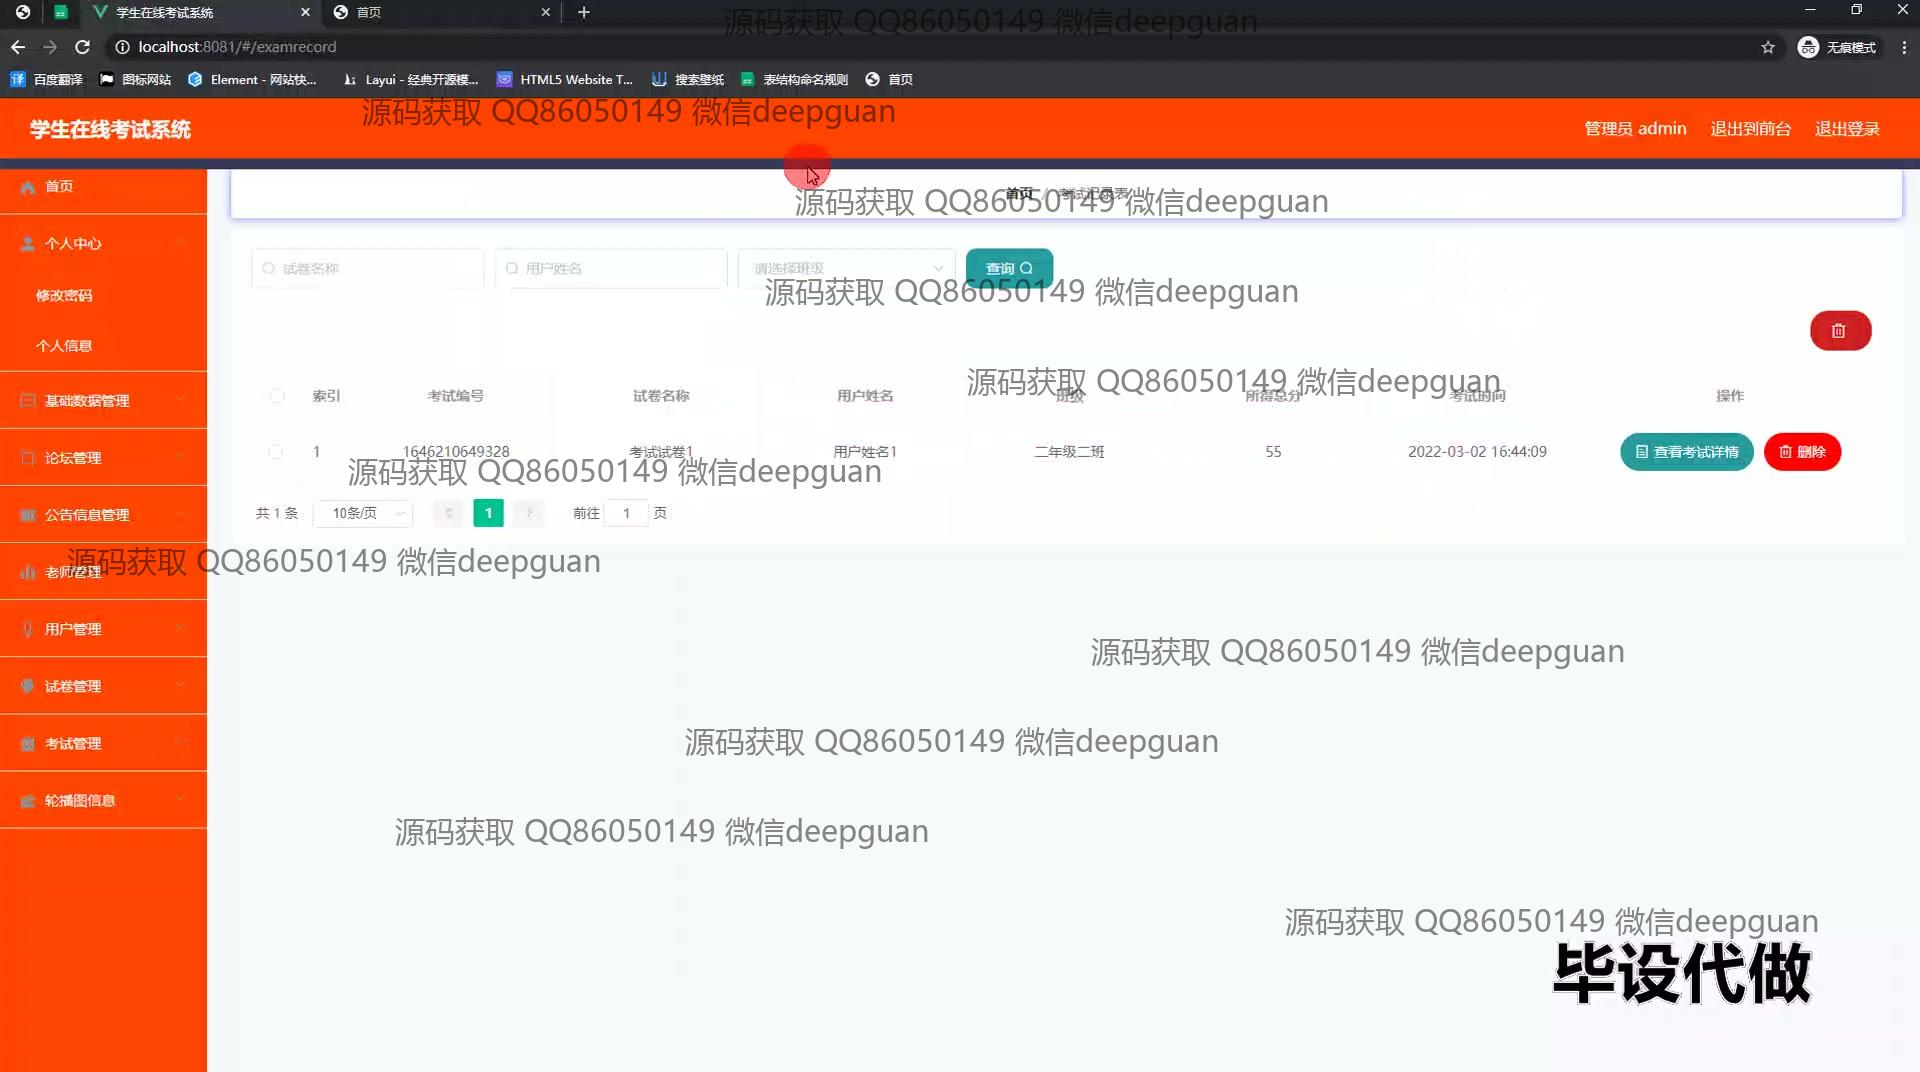 学生在线考试系统
首页
源码获取 QQ86050149 微信deepguan
localhost:8081/#/examrecord
无痕模式
百度翻译
图标网站
Element - 网站快...
Layui - 经典开源模...
HTML5 Website T...
搜索壁纸
表结构命名规则
首页
源码获取 QQ86050149 微信deepguan
学生在线考试系统
管理员 admin
退出到前台
退出登录
首页
首页 / 考试记录表
源码获取 QQ86050149 微信deepguan
个人中心
试卷名称
用户姓名
请选择班级
查询
修改密码
源码获取 QQ86050149 微信deepguan
个人信息
源码获取 QQ86050149 微信deepguan
基础数据管理
索引 考试编号 试卷名称 用户姓名 班级 所得总分 考试时间 操作
论坛管理
1 1646210649328 考试试卷1 用户姓名1 二年级二班 55 2022-03-02 16:44:09 查看考试详情 删除
源码获取 QQ86050149 微信deepguan
公告信息管理
共 1 条 10条/页 1 前往 1 页
源码获取 QQ86050149 微信deepguan
老师管理
用户管理
源码获取 QQ86050149 微信deepguan
试卷管理
考试管理
源码获取 QQ86050149 微信deepguan
轮播图信息
源码获取 QQ86050149 微信deepguan
源码获取 QQ86050149 微信deepguan
毕设代做